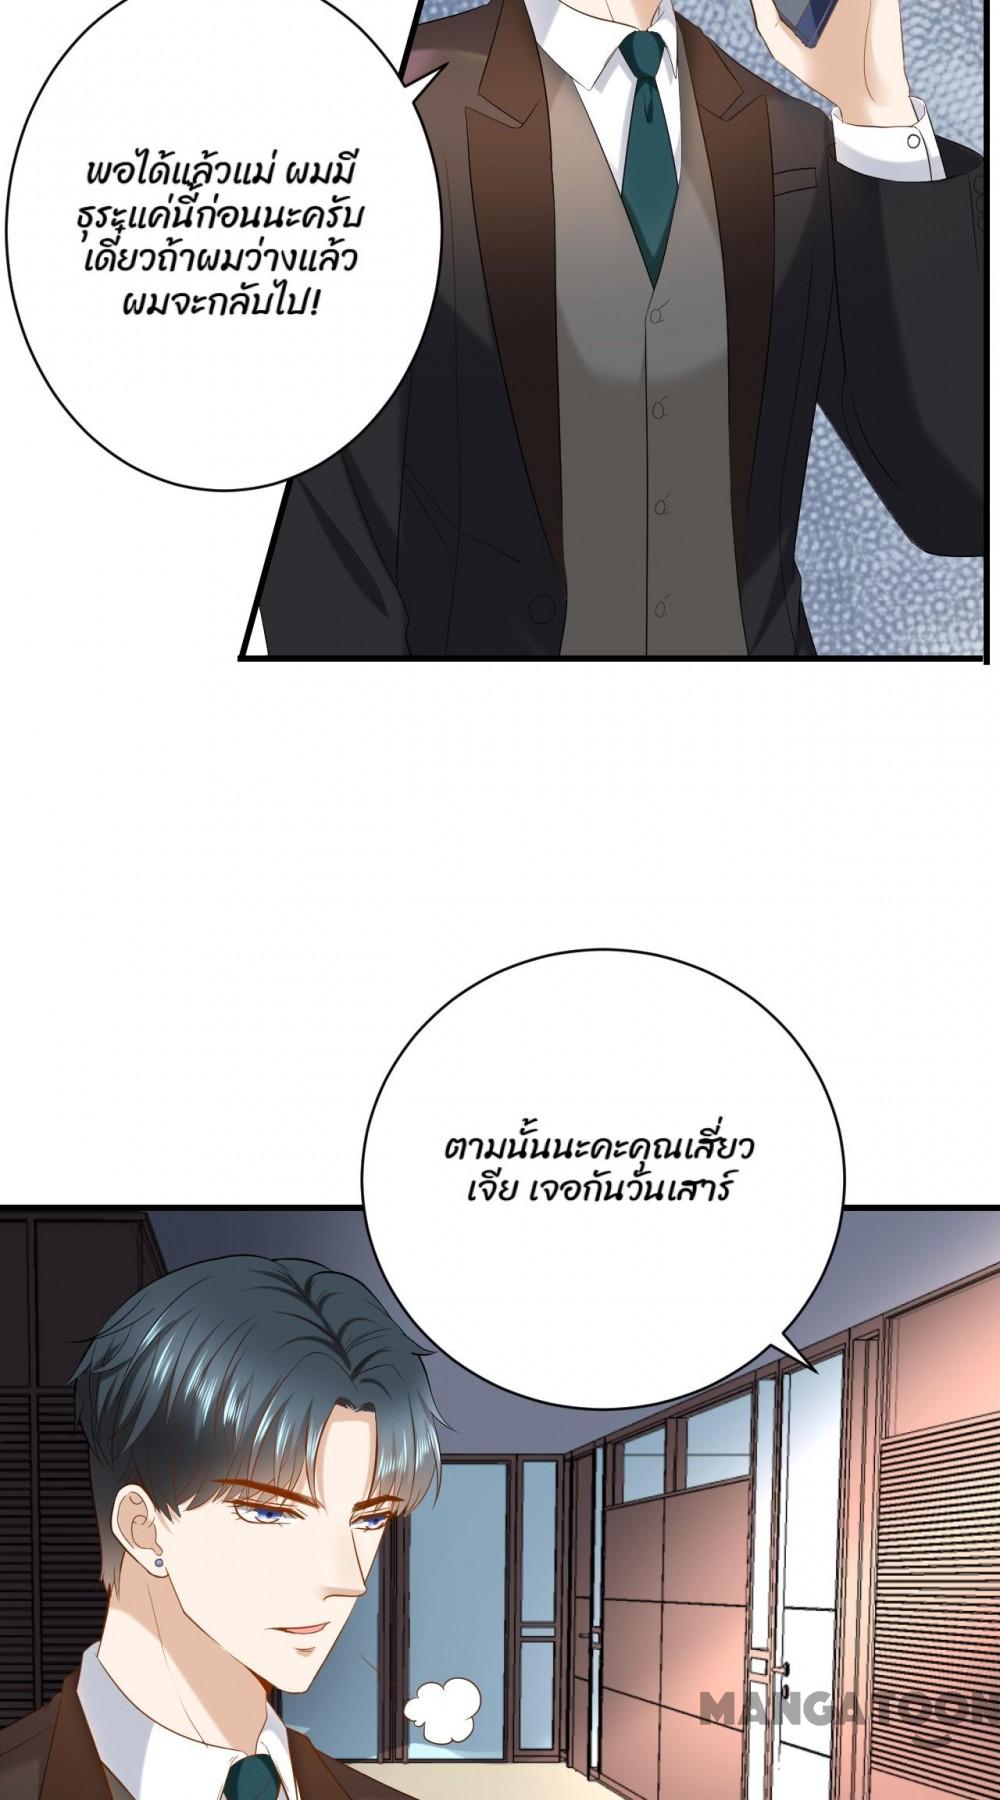 พอได้แล้วแม่ ผมมี
ธุระแค่นี้ก่อนนะครับ
เดี๋ยวถ้าผมว่างแล้ว
ผมจะกลับไป!
ตามนั้นนะคะคุณเสี่ยว
เจีย เจอกันวันเสาร์
MANGATOON